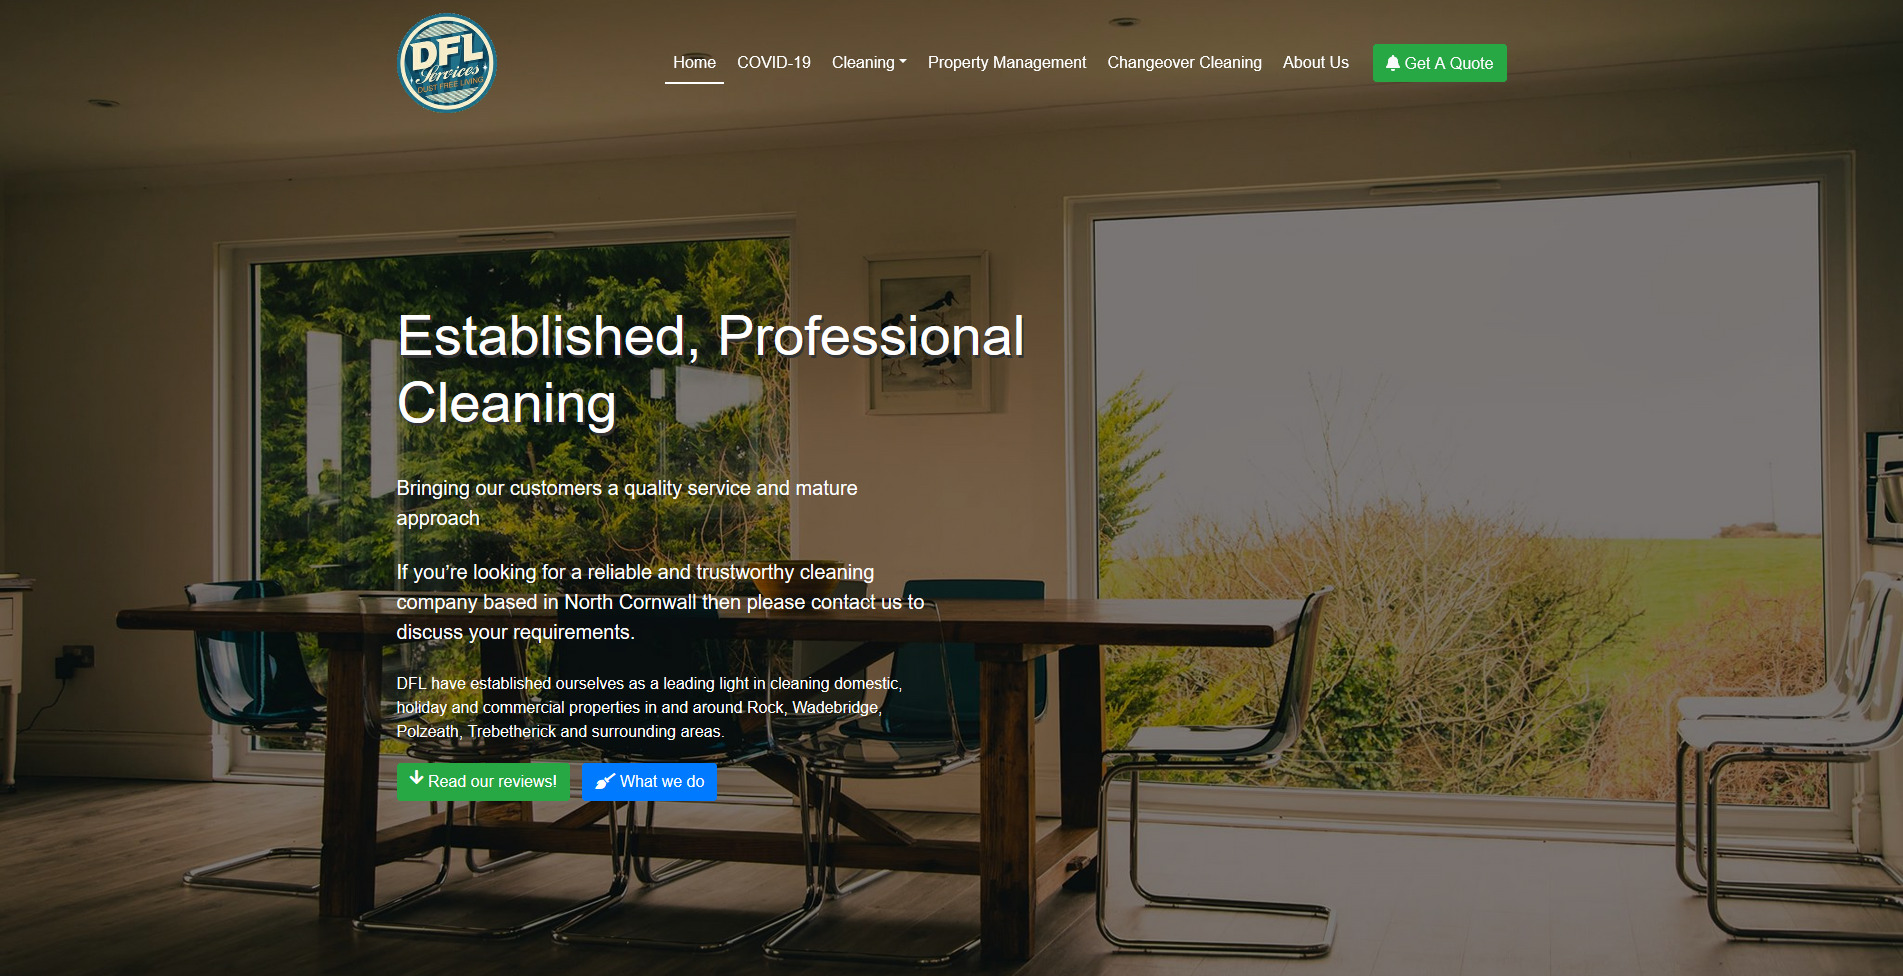 DFL
Services
DUST FREE LIVING
Home COVID-19 Cleaning Property Management Changeover Cleaning About Us Get A Quote
Established, Professional
Cleaning
Bringing our customers a quality service and mature
approach
If you’re looking for a reliable and trustworthy cleaning
company based in North Cornwall then please contact us to
discuss your requirements.
DFL have established ourselves as a leading light in cleaning domestic,
holiday and commercial properties in and around Rock, Wadebridge,
Polzeath, Trebetherick and surrounding areas.
Read our reviews! What we do